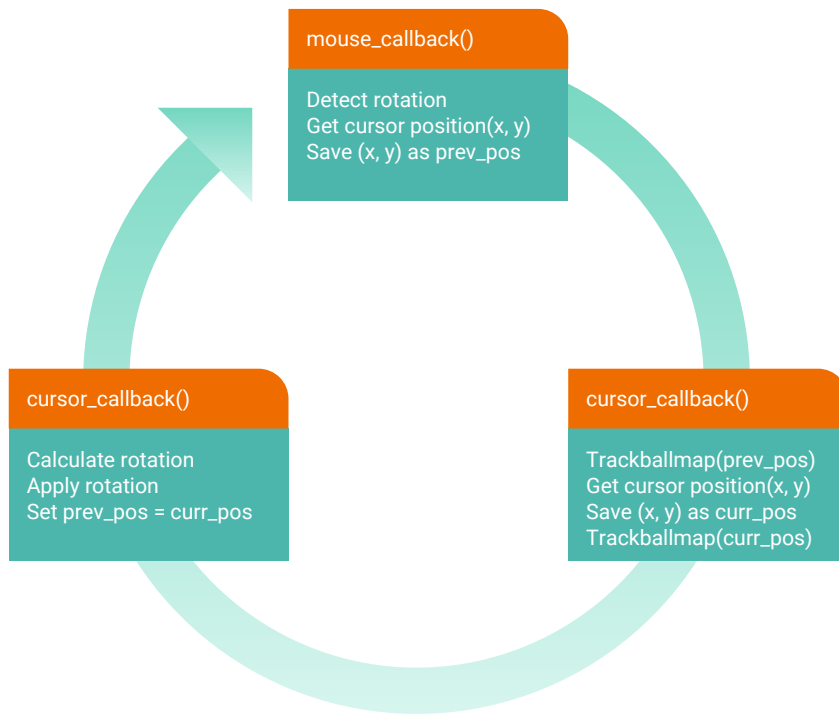 mouse_callback()
Detect rotation
Get cursor position(x, y)
Save (x, y) as prev_pos
cursor_callback()
Trackballmap(prev_pos)
Get cursor position(x, y)
Save (x, y) as curr_pos
Trackballmap(curr_pos)
cursor_callback()
Calculate rotation
Apply rotation
Set prev_pos = curr_pos